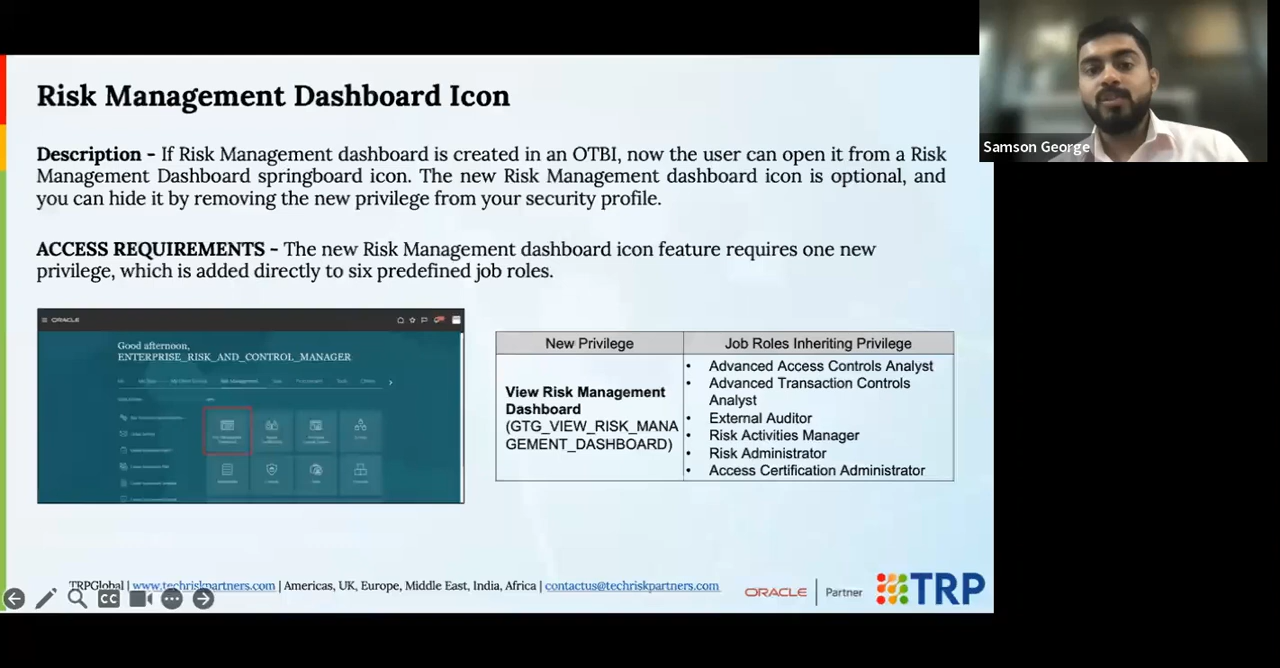 Risk Management Dashboard Icon
Description - If Risk Management dashboard is created in an OTBI, now the user can open it from a Risk
Management Dashboard springboard icon. The new Risk Management dashboard icon is optional, and
you can hide it by removing the new privilege from your security profile.
ACCESS REQUIREMENTS - The new Risk Management dashboard icon feature requires one new
privilege, which is added directly to six predefined job roles.
ORACLE
Good afternoon,
ENTERPRISE_RISK_AND_CONTROL_MANAGER
Risk Management
New Privilege
Job Roles Inheriting Privilege
View Risk Management
Dashboard
(GTG_VIEW_RISK_MANA
GEMENT_DASHBOARD)
• Advanced Access Controls Analyst
• Advanced Transaction Controls
Analyst
• External Auditor
• Risk Activities Manager
• Risk Administrator
• Access Certification Administrator
TRPGlobal | www.techriskpartners.com | Americas, UK, Europe, Middle East, India, Africa | contactus@techriskpartners.com
CC
ORACLE | Partner
TRP
Samson George